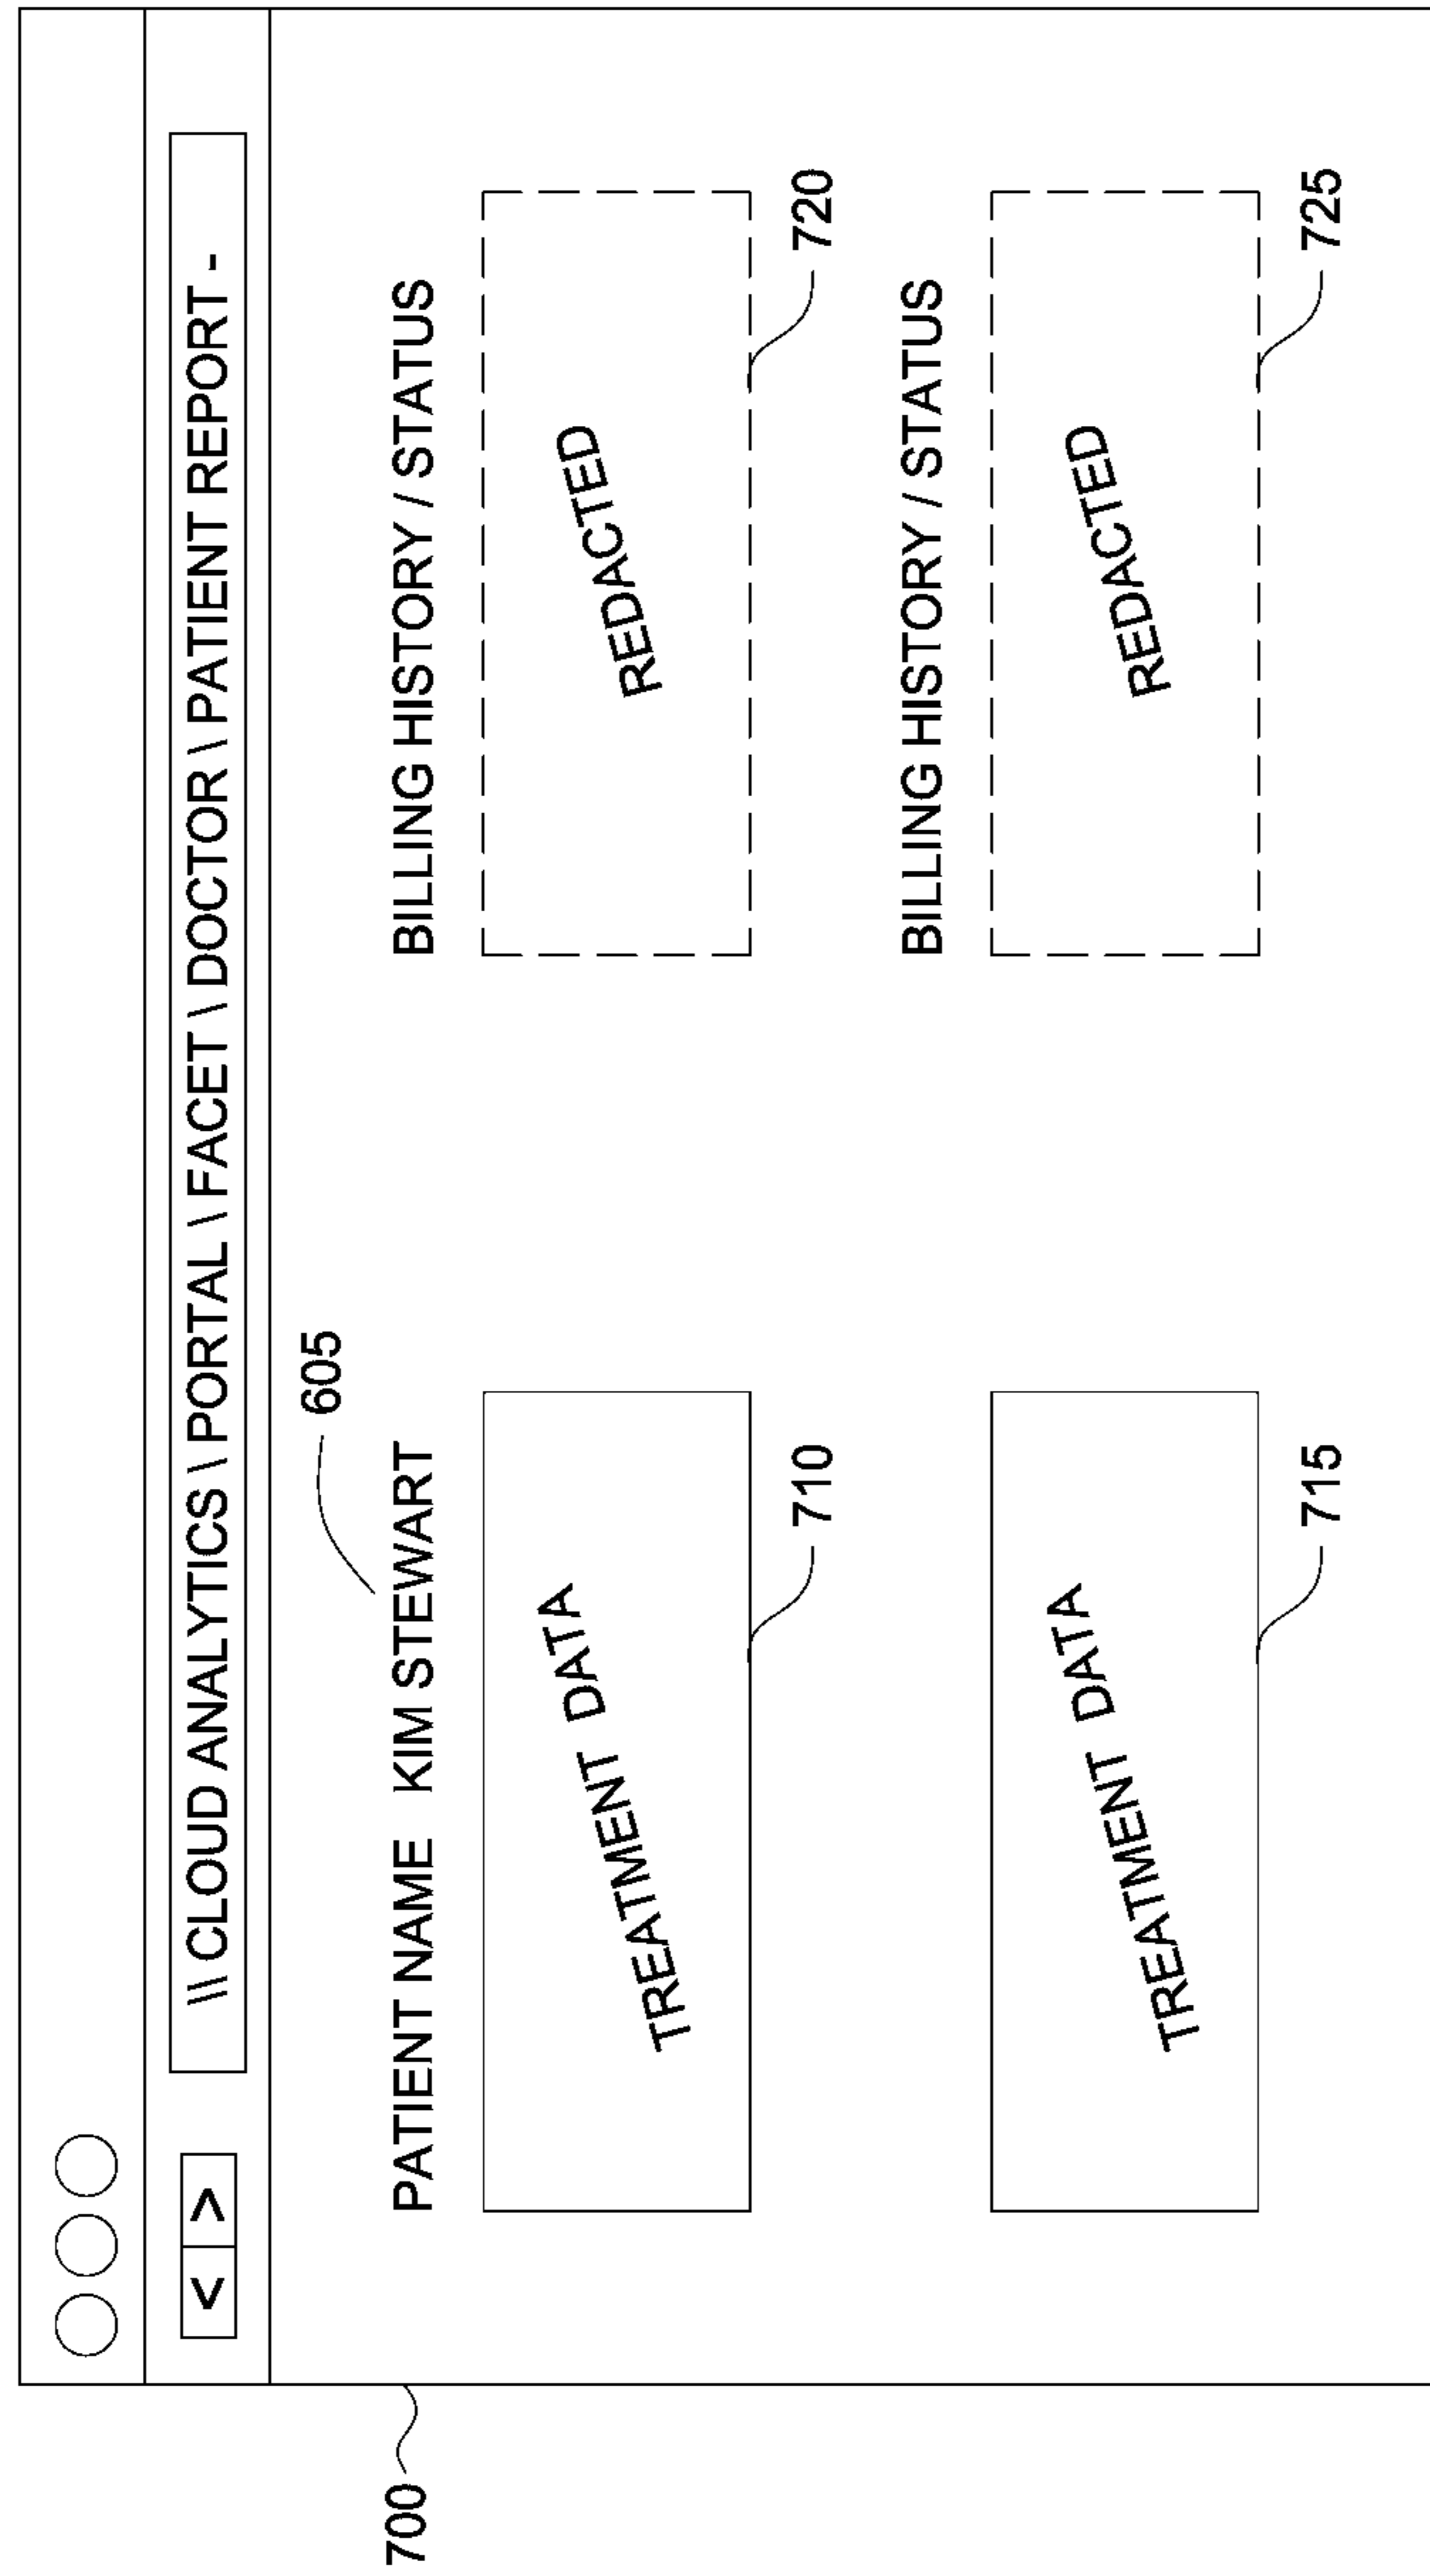 \\ CLOUD ANALYTICS \ PORTAL \ FACET \ DOCTOR \ PATIENT REPORT -
< >
605
700
PATIENT NAME KIM STEWART
BILLING HISTORY / STATUS
TREATMENT DATA
REDACTED
710
720
BILLING HISTORY / STATUS
TREATMENT DATA
REDACTED
715
725